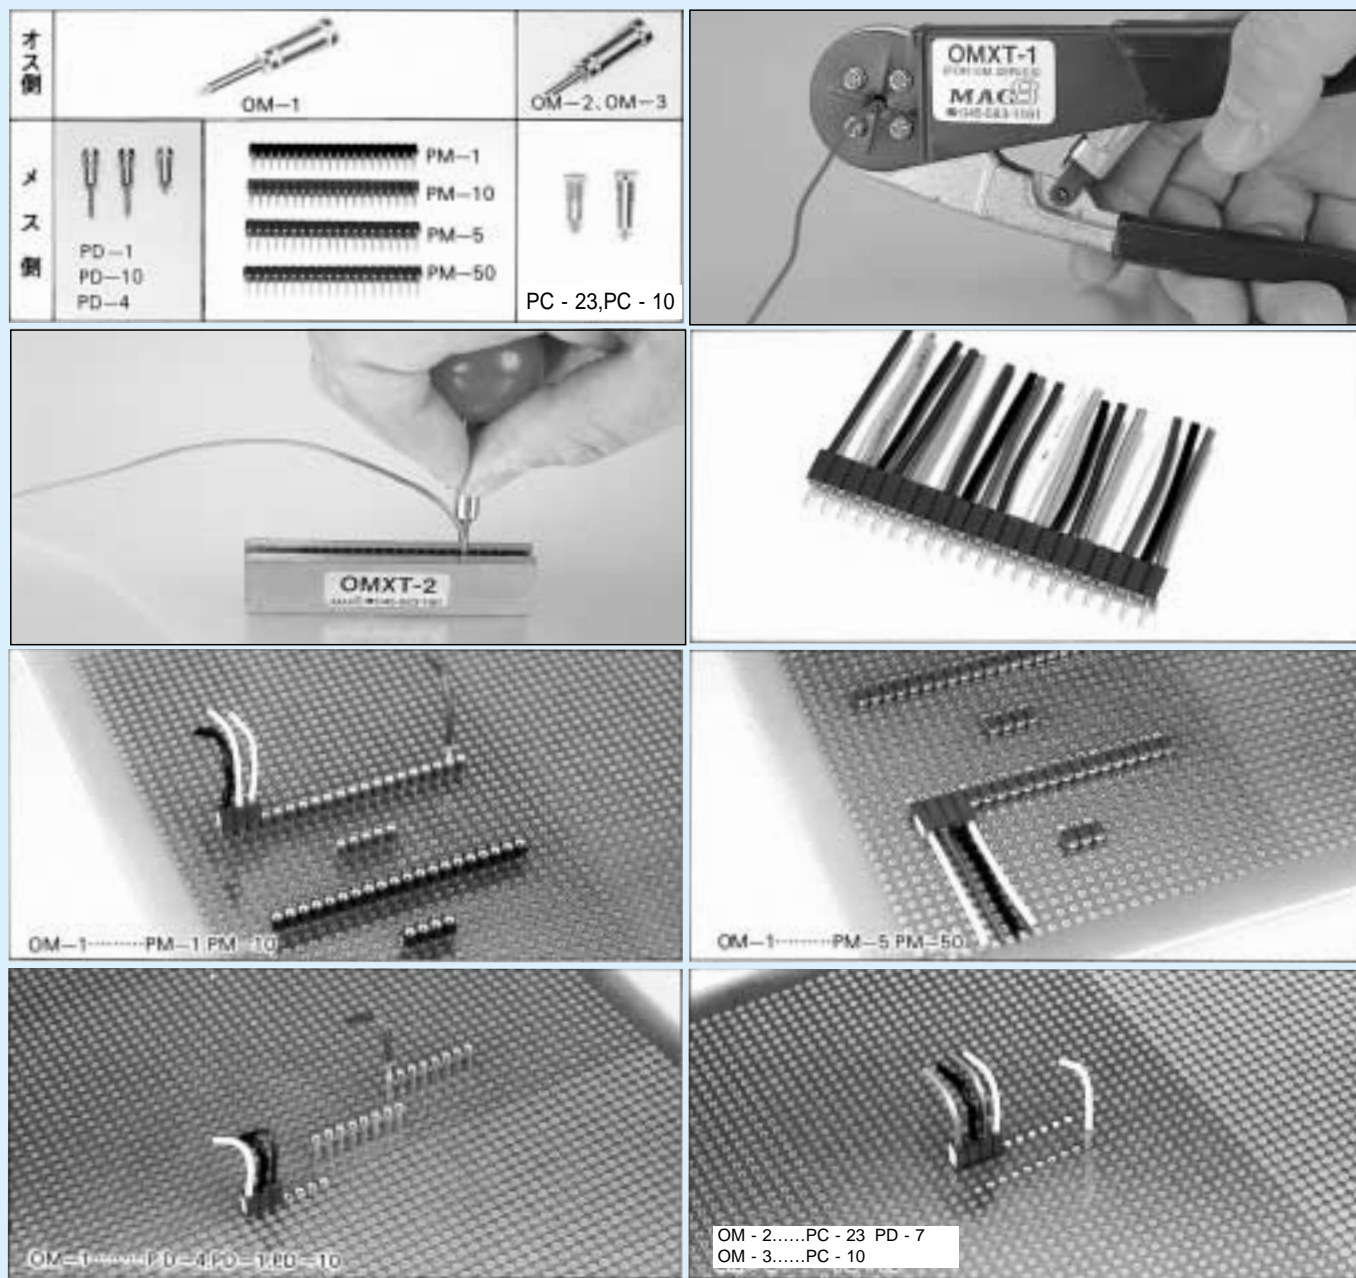 オス側
OM-1
OM-2. OM-3
メス側
PD-1
PD-10
PD-4
PM-1
PM-10
PM-5
PM-50
PC - 23,PC - 10
OMXT-1
MAC8
OMXT-2
OM-1………PM-1.PM-10
OM-1………PM-5.PM-50
OM-1………PD-4.PD-1.PD-10
OM - 2......PC - 23 PD - 7
OM - 3......PC - 10